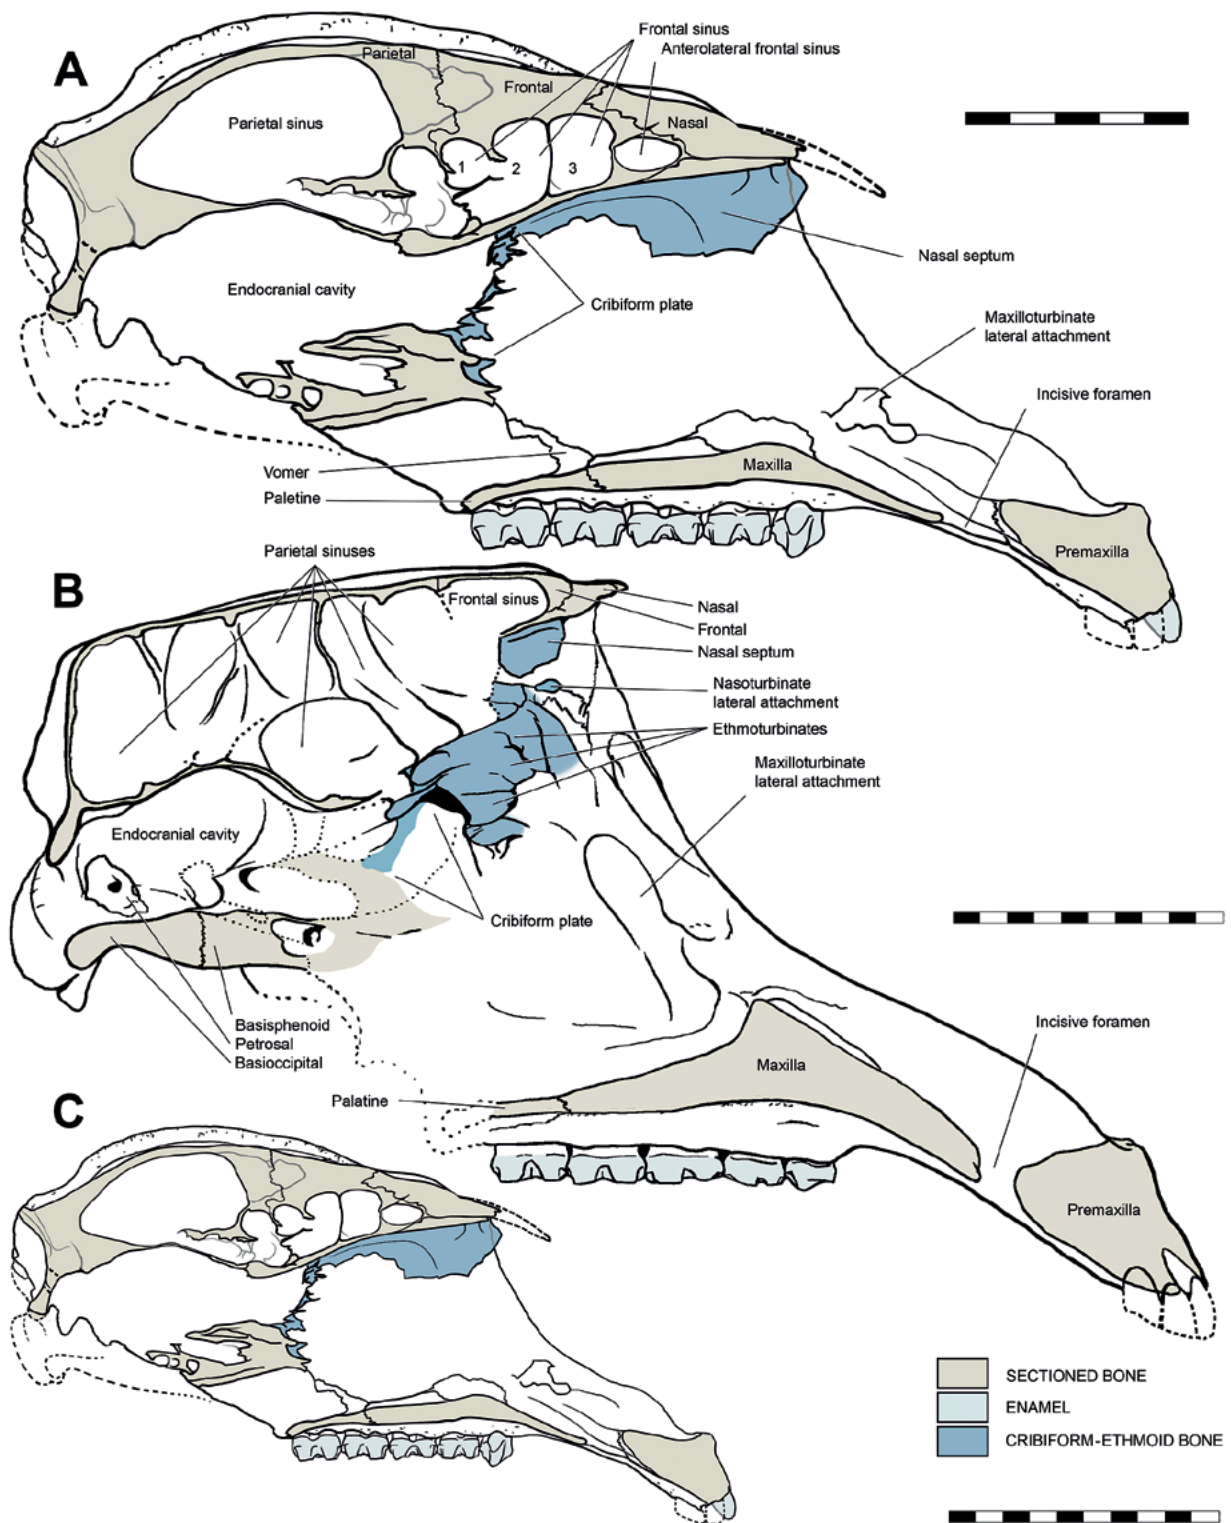 A
Frontal sinus
Anterolateral frontal sinus
Parietal
Frontal
Nasal
Parietal sinus
1
2
3
Nasal septum
Endocranial cavity
Cribiform plate
Maxilloturbinate
lateral attachment
Incisive foramen
Vomer
Maxilla
Paletine
Premaxilla
Parietal sinuses
B
Frontal sinus
Nasal
Frontal
Nasal septum
Nasoturbinate
lateral attachment
Ethmoturbinates
Maxilloturbinate
lateral attachment
Endocranial cavity
Cribiform plate
Basisphenoid
Petrosal
Basioccipital
Incisive foramen
Maxilla
Palatine
C
Premaxilla
SECTIONED BONE
ENAMEL
CRIBIFORM-ETHMOID BONE